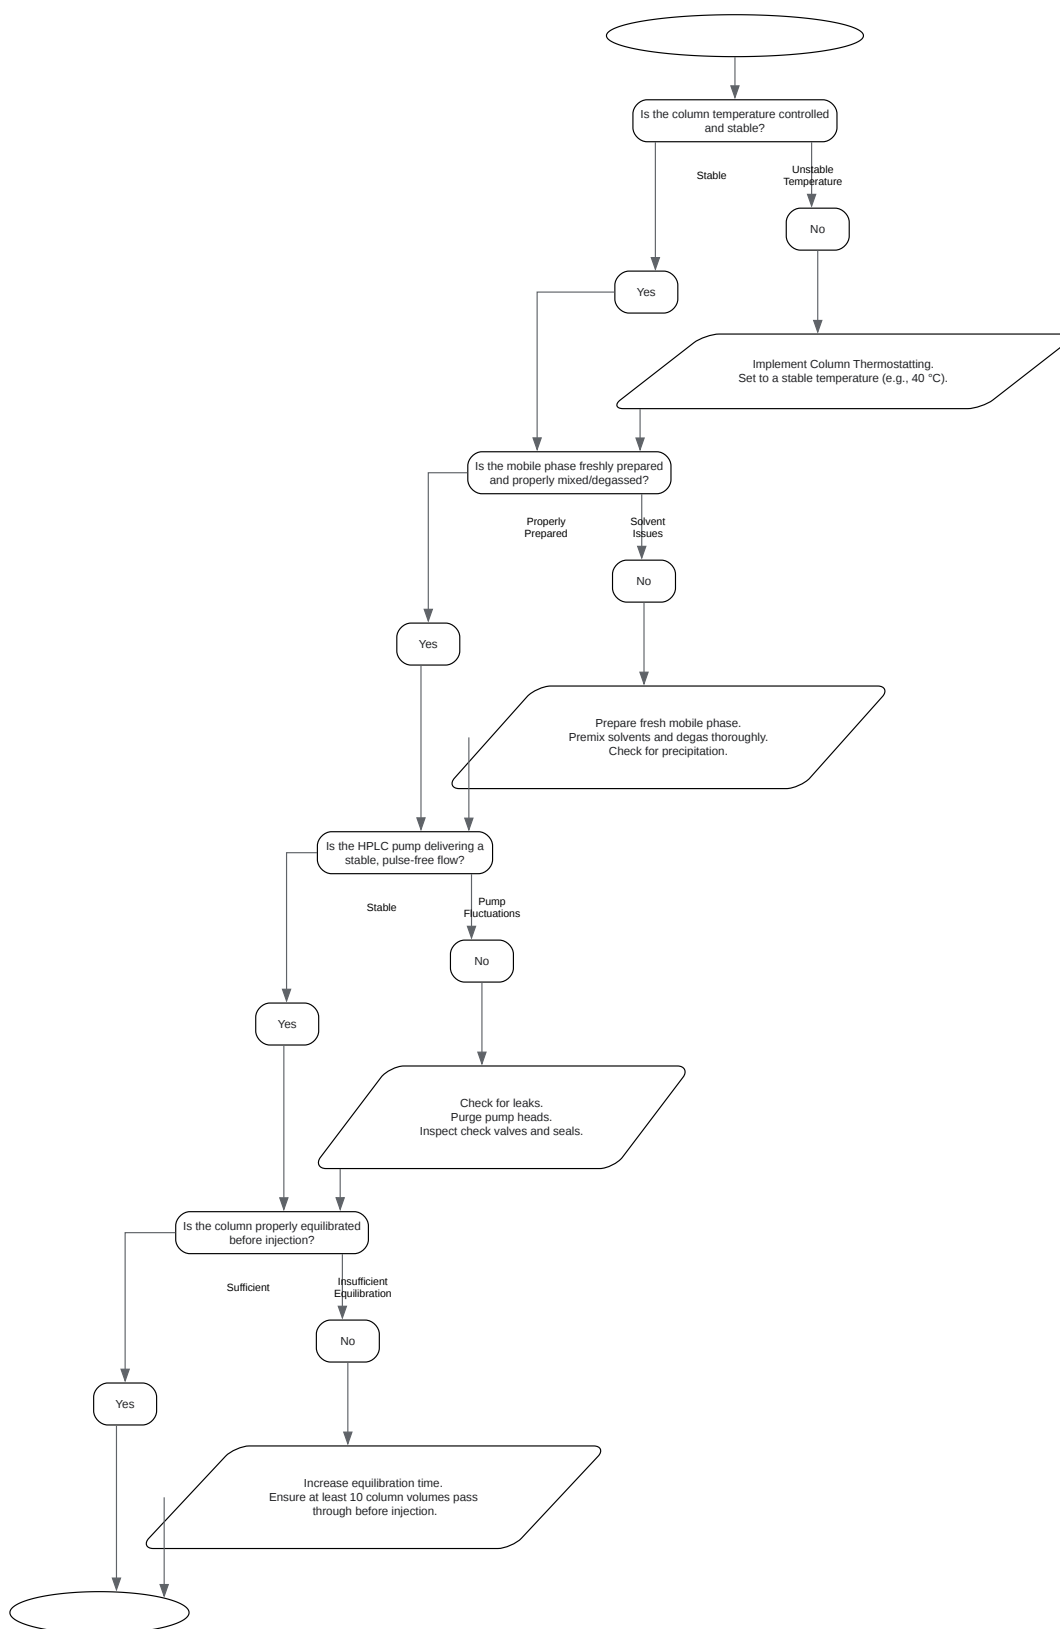 Is the column temperature controlled
and stable?
Stable
Unstable
Temperature
No
Yes
Implement Column Thermostatting.
Set to a stable temperature (e.g., 40 °C).
Is the mobile phase freshly prepared
and properly mixed/degassed?
Properly
Prepared
Solvent
Issues
No
Yes
Prepare fresh mobile phase.
Premix solvents and degas thoroughly.
Check for precipitation.
Is the HPLC pump delivering a
stable, pulse-free flow?
Stable
Pump
Fluctuations
No
Yes
Check for leaks.
Purge pump heads.
Inspect check valves and seals.
Is the column properly equilibrated
before injection?
Sufficient
Insufficient
Equilibration
No
Yes
Increase equilibration time.
Ensure at least 10 column volumes pass
through before injection.